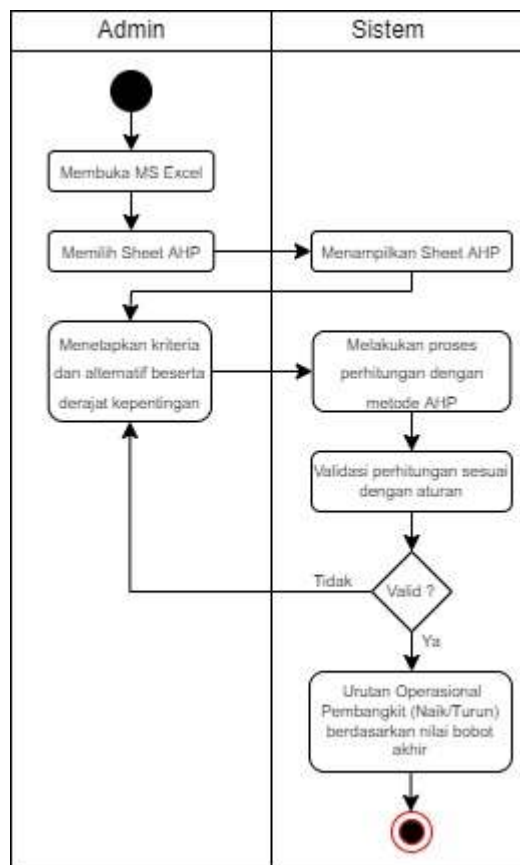 Admin
Sistem
Membuka MS Excel
Memilih Sheet AHP
Menampilkan Sheet AHP
Menetapkan kriteria
dan alternatif beserta
derajat kepentingan
Melakukan proses
perhitungan dengan
metode AHP
Validasi perhitungan sesuai
dengan aturan
Tidak
Valid ?
Ya
Urutan Operasional
Pembangkit (Naik/Turun)
berdasarkan nilai bobot
akhir